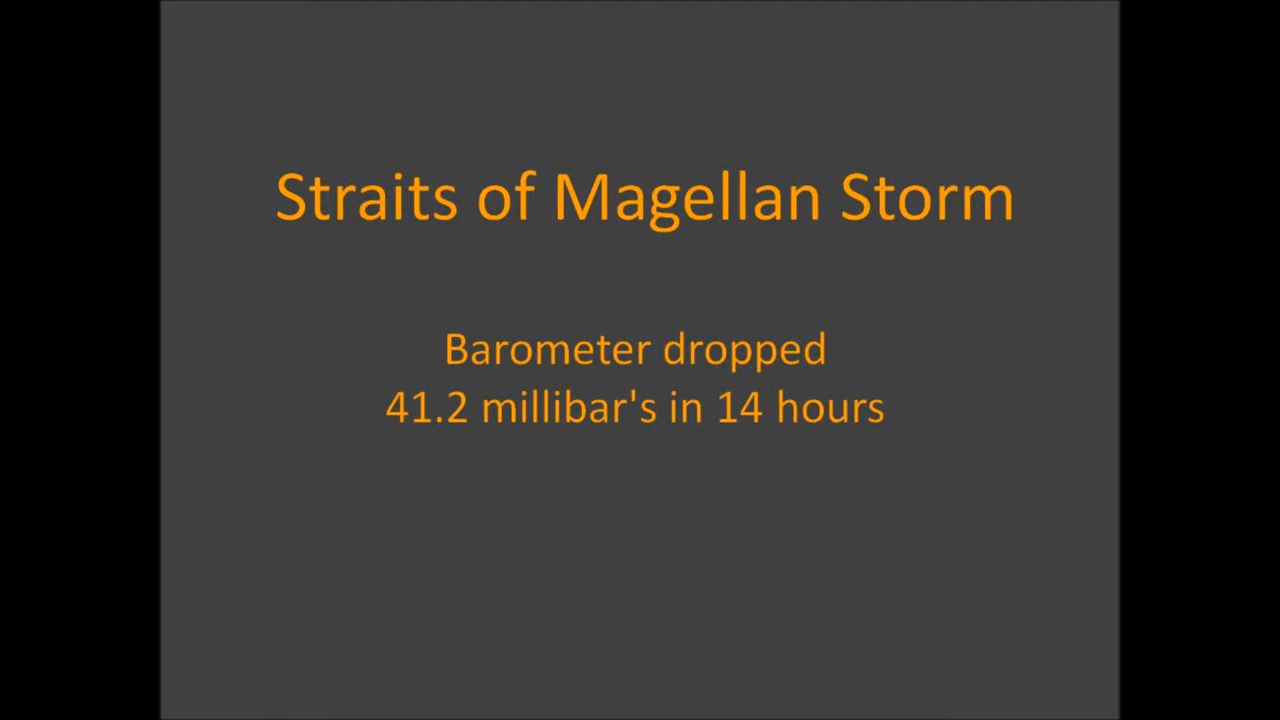 Straits of Magellan Storm
Barometer dropped
41.2 millibar's in 14 hours